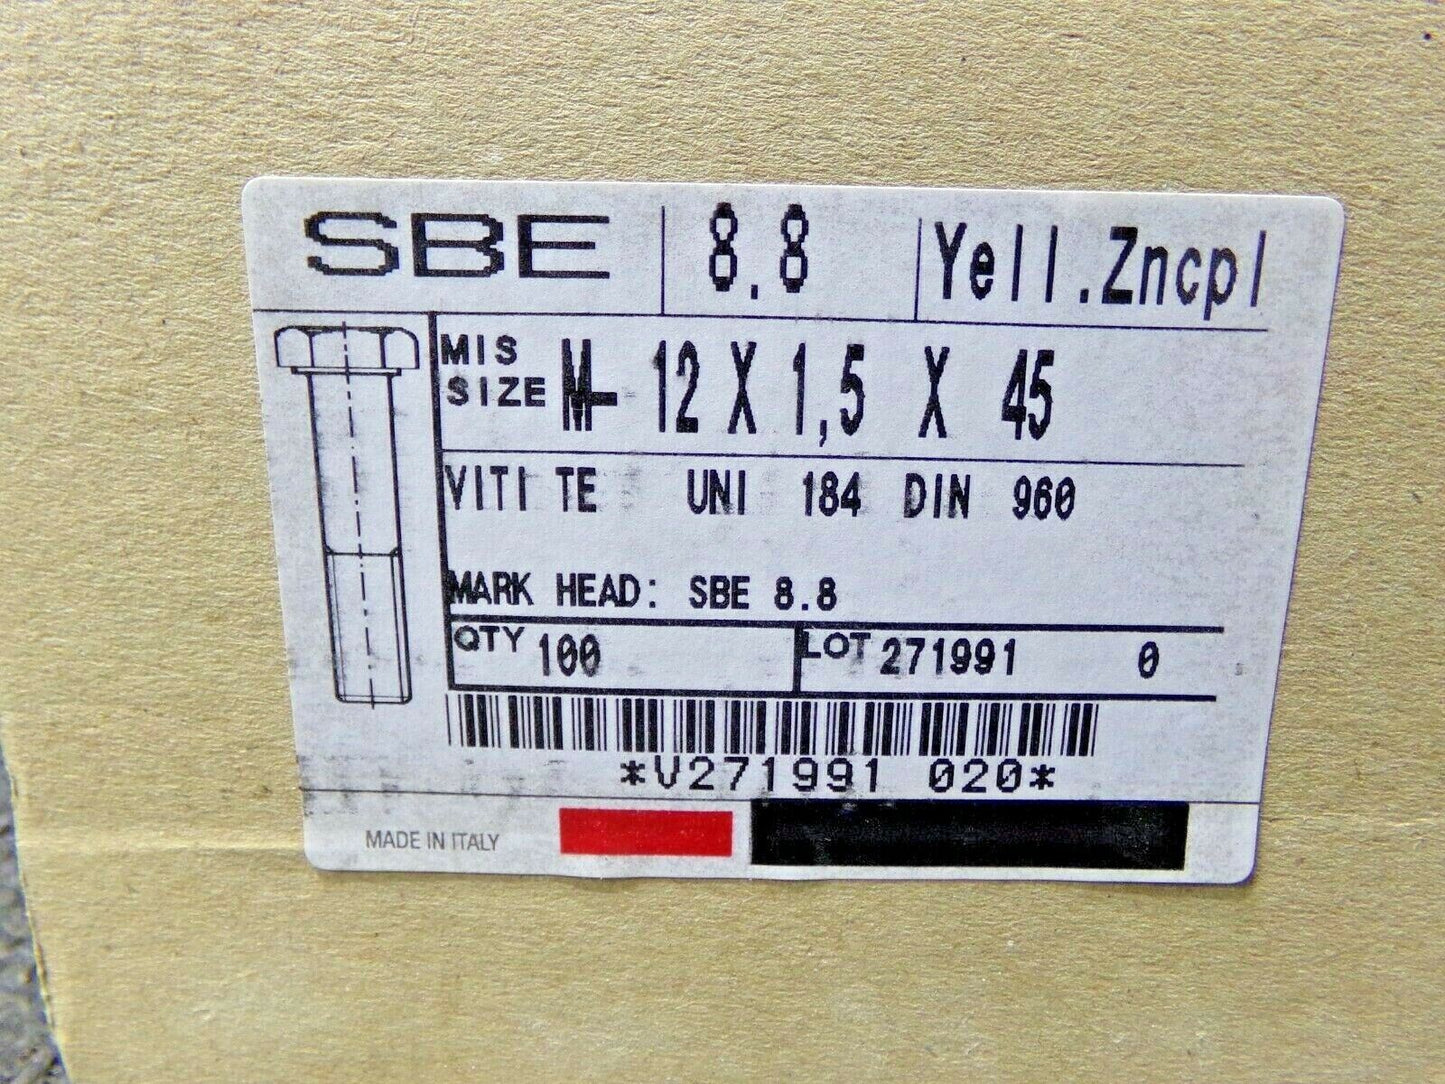 SBE 8.8 Yell.Zncpl
MIS
SIZE M- 12 X 1,5 X 45
VITI TE UNI 184 DIN 960
MARK HEAD: SBE 8.8
QTY 100 LOT 271991 0
*V271991 020*
MADE IN ITALY